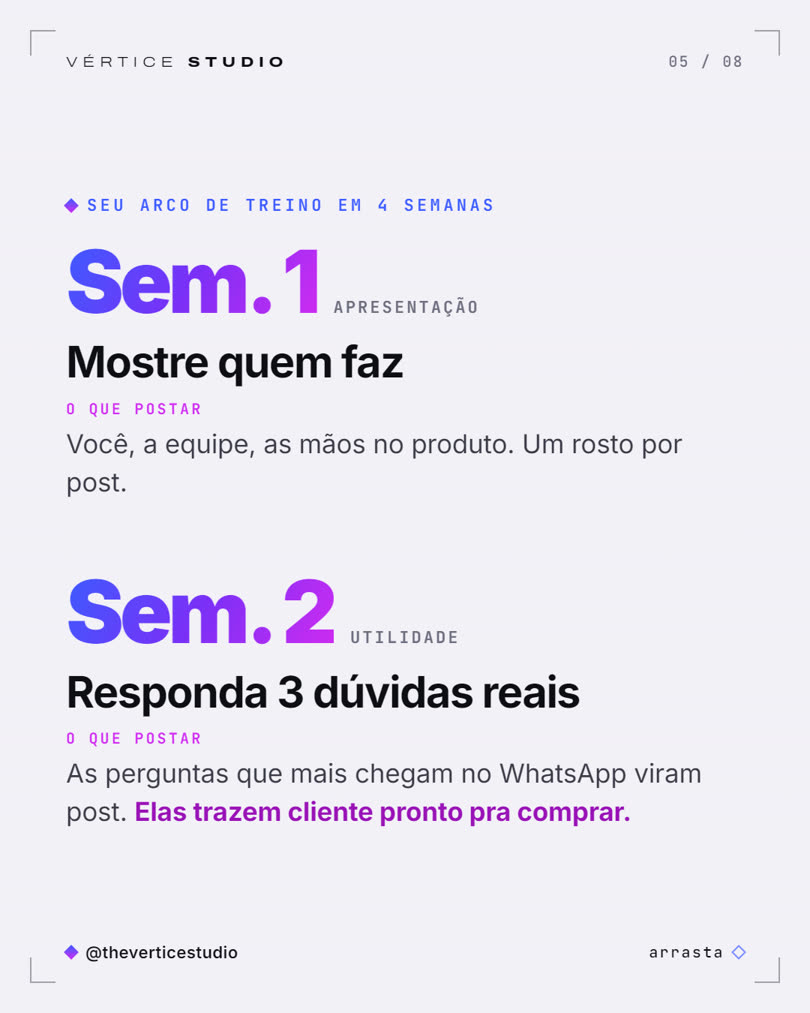 VÉRTICE STUDIO
05 / 08
SEU ARCO DE TREINO EM 4 SEMANAS
Sem. 1 APRESENTAÇÃO
Mostre quem faz
O QUE POSTAR
Você, a equipe, as mãos no produto. Um rosto por
post.
Sem. 2 UTILIDADE
Responda 3 dúvidas reais
O QUE POSTAR
As perguntas que mais chegam no WhatsApp viram
post. Elas trazem cliente pronto pra comprar.
@theverticestudio
arrasta